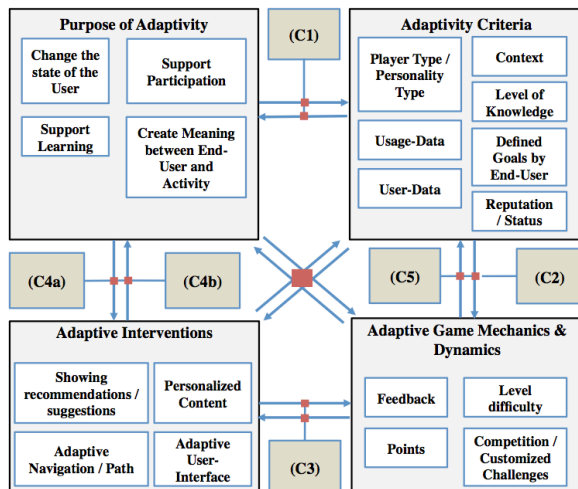 Purpose of Adaptivity
Change the
state of the
User
Support
Participation
Support
Learning
Create Meaning
between End-
User and
Activity
(C1)
Adaptivity Criteria
Player Type /
Personality
Type
Context
Level of
Knowledge
Usage-Data
Defined
Goals by
End-User
User-Data
Reputation
/ Status
(C4a)
(C4b)
(C5)
(C2)
Adaptive Interventions
Showing
recommendations /
suggestions
Personalized
Content
Adaptive
Navigation / Path
Adaptive
User-
Interface
(C3)
Adaptive Game Mechanics &
Dynamics
Feedback
Level
difficulty
Points
Competition /
Customized
Challenges